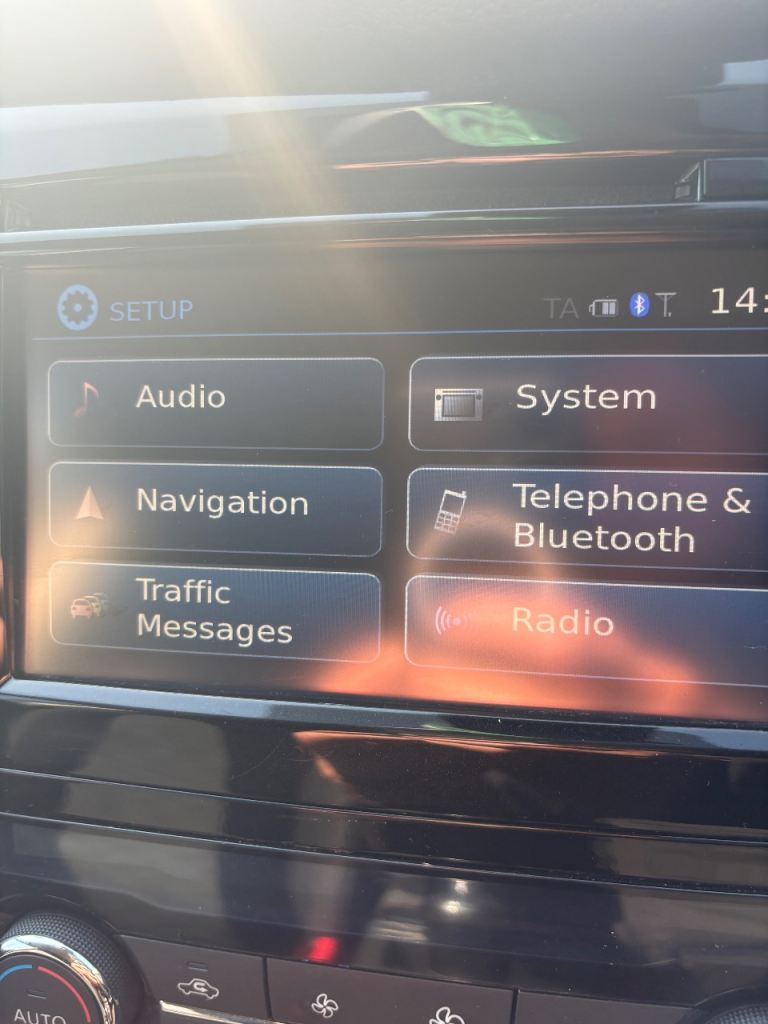 SETUP
TA
14:
Audio
System
Navigation
Telephone &
Bluetooth
Traffic
Messages
Radio
AUTO